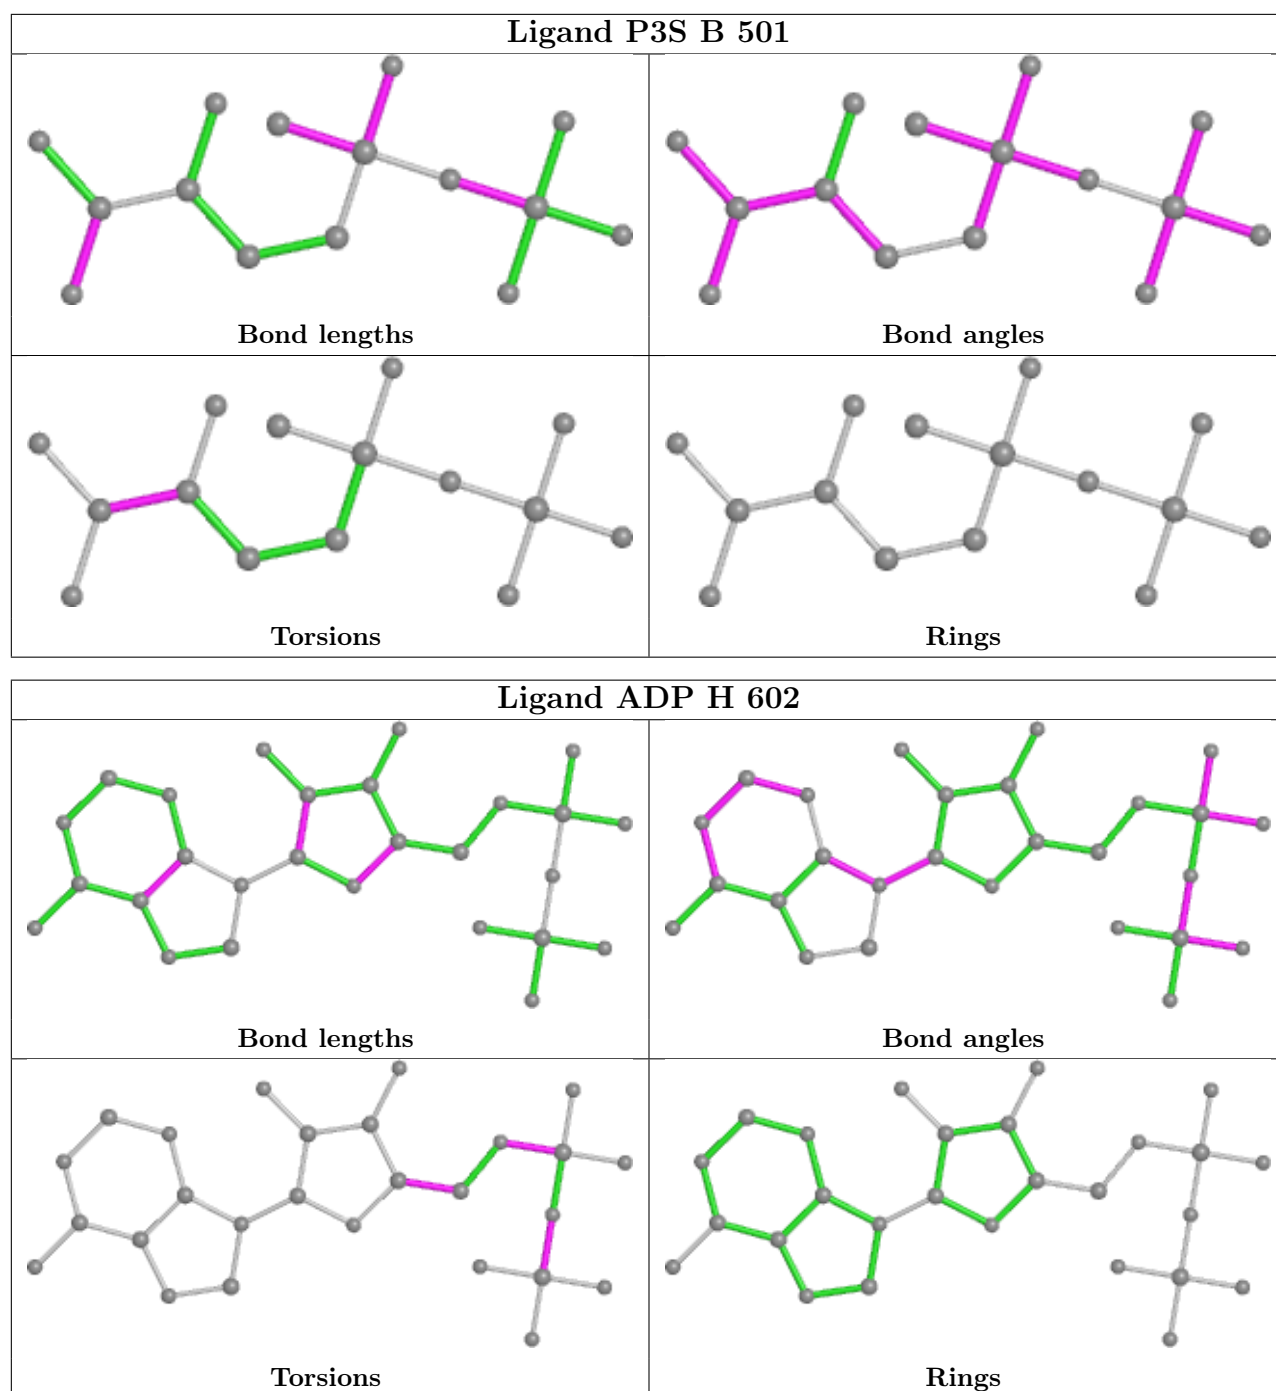 Ligand P3S B 501
Bond lengths
Bond angles
Torsions
Rings
Ligand ADP H 602
Bond lengths
Bond angles
Torsions
Rings